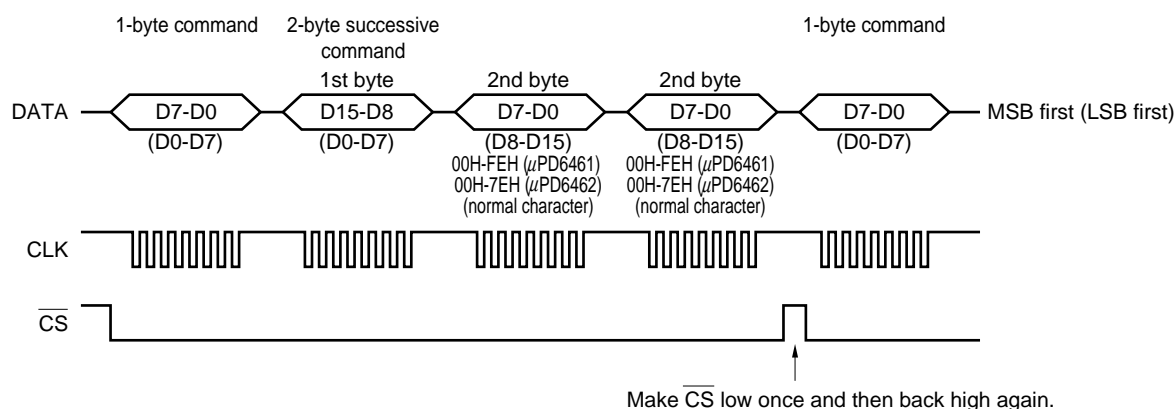 1-byte command
2-byte successive
command
1-byte command
1st byte
2nd byte
2nd byte
DATA
D7-D0
D15-D8
D7-D0
D7-D0
D7-D0
MSB first (LSB first)
(D0-D7)
(D0-D7)
(D8-D15)
(D8-D15)
(D0-D7)
00H-FEH (μPD6461)
00H-FEH (μPD6461)
00H-7EH (μPD6462)
00H-7EH (μPD6462)
(normal character)
(normal character)
CLK
CS
Make CS low once and then back high again.